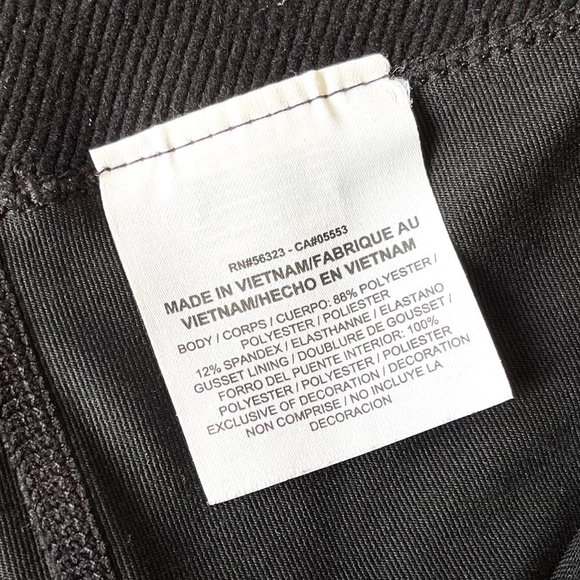 RN#56323 - CA#05553
MADE IN VIETNAM/FABRIQUE AU
VIETNAM/HECHO EN VIETNAM
BODY / CORPS / CUERPO: 88% POLYESTER /
POLYESTER / POLIESTER
12% SPANDEX / ELASTHANNE / ELASTANO
GUSSET LINING / DOUBLURE DE GOUSSET /
FORRO DEL PUENTE INTERIOR: 100%
POLYESTER / POLYESTER / POLIESTER
EXCLUSIVE OF DECORATION / DECORATION
NON COMPRISE / NO INCLUYE LA
DECORACION